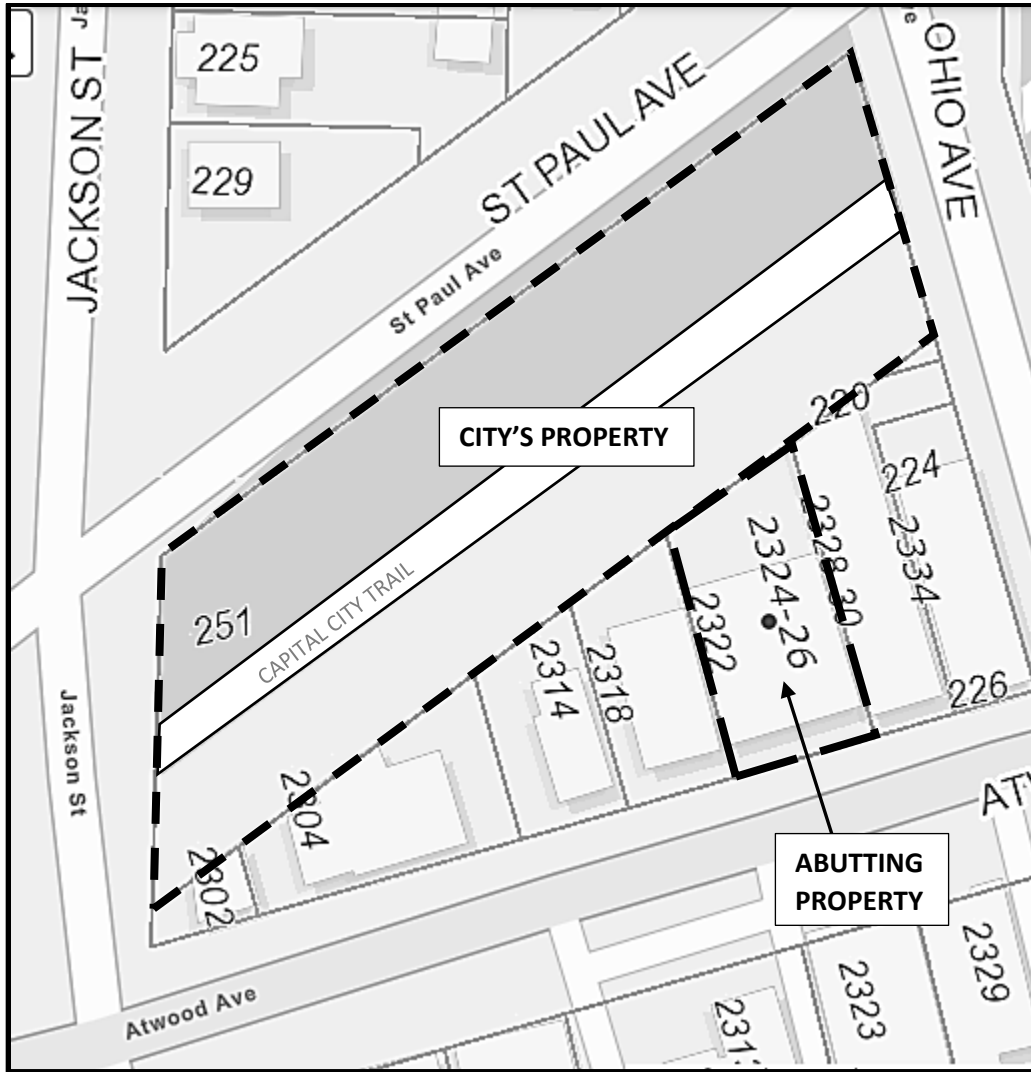 JACKSON ST
Ja
225
229
ST PAUL AVE
St Paul Ave
OHIO AVE
ve
CITY'S PROPERTY
251
CAPITAL CITY TRAIL
220
224
2334
2328-30
2324-26
2322
2318
2314
2304
2302
226
Jackson St
ABUTTING
PROPERTY
Atwood Ave
2323
2329